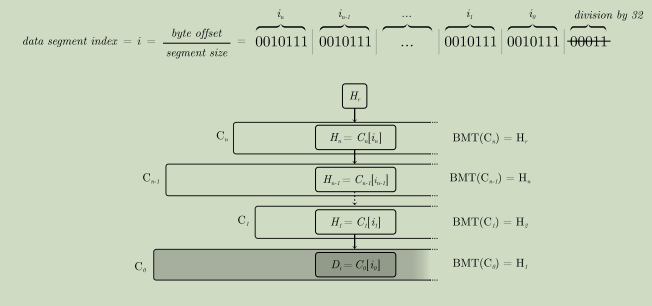 i_n i_{n-1} ... i_1 i_0 division by 32
data segment index = i = byte offset / segment size = 0010111 | 0010111 | ... | 0010111 | 0010111 | 00011
H_r
C_n H_n = C_n[i_n] BMT(C_n) = H_r
C_{n-1} H_{n-1} = C_{n-1}[i_{n-1}] BMT(C_{n-1}) = H_n
C_1 H_1 = C_1[i_1] BMT(C_1) = H_2
C_0 D_i = C_0[i_0] BMT(C_0) = H_1